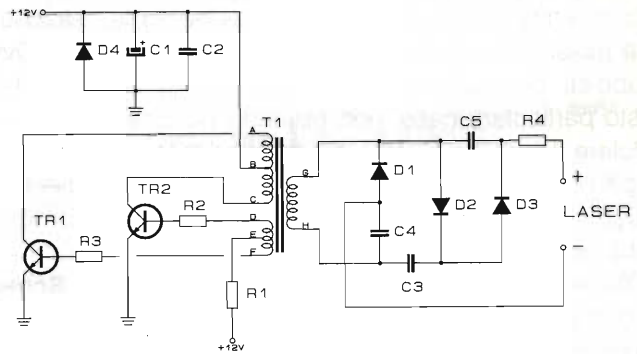 +12V
D4
C1
+
C2
T1
A
B
C
D
E
F
G
H
TR1
TR2
R3
R2
R1
+12V
D1
C4
D2
C3
C5
D3
R4
+
LASER
-